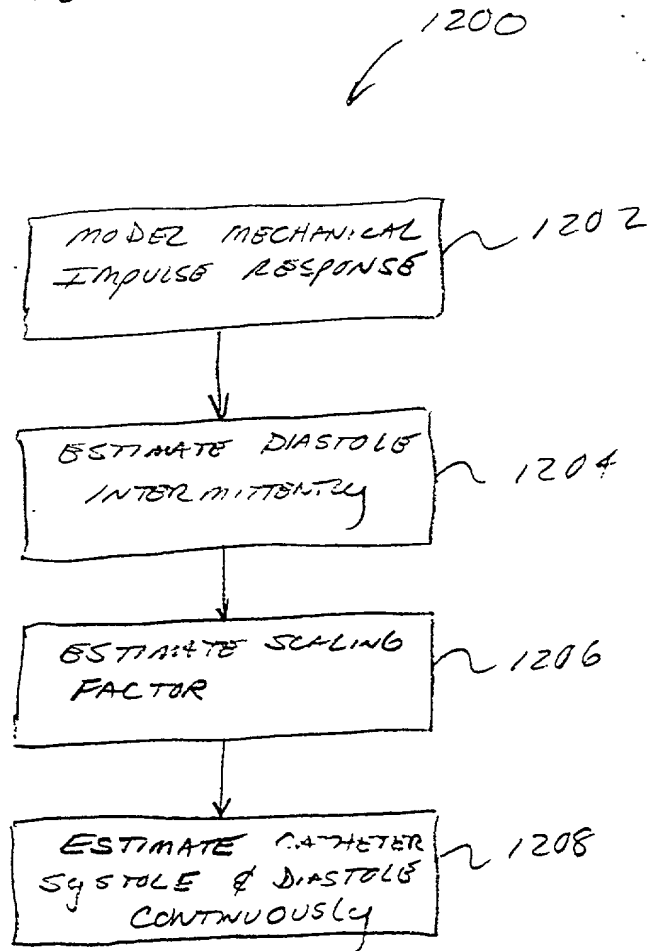 1200
MODEL MECHANICAL
IMPULSE RESPONSE
1202
ESTIMATE DIASTOLE
INTERMITTENTLY
1204
ESTIMATE SCALING
FACTOR
1206
ESTIMATE CATHETER
SYSTOLE & DIASTOLE
CONTINUOUSLY
1208